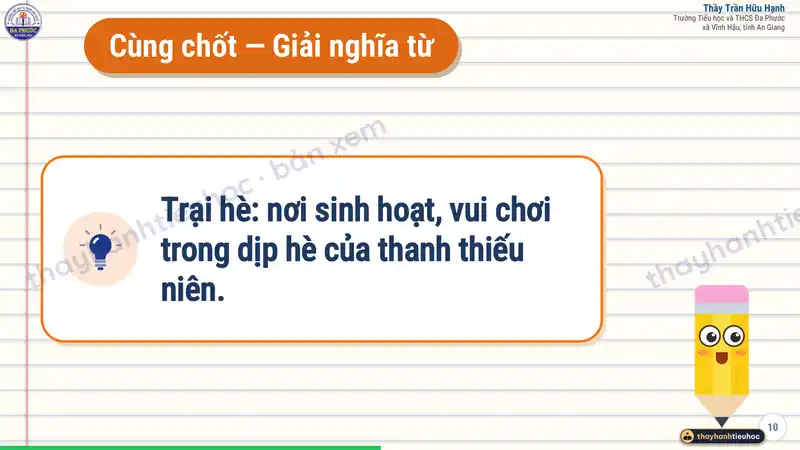 Thầy Trần Hữu Hạnh
Trường Tiểu học và THCS Đa Phước
xã Vĩnh Hậu, tỉnh An Giang
ĐA PHƯỚC
Cùng chốt – Giải nghĩa từ
thayhanhtieuhoc · bản xem
Trại hè: nơi sinh hoạt, vui chơi
trong dịp hè của thanh thiếu
niên.
thayhanhtie
10
thayhanhtieuhoc